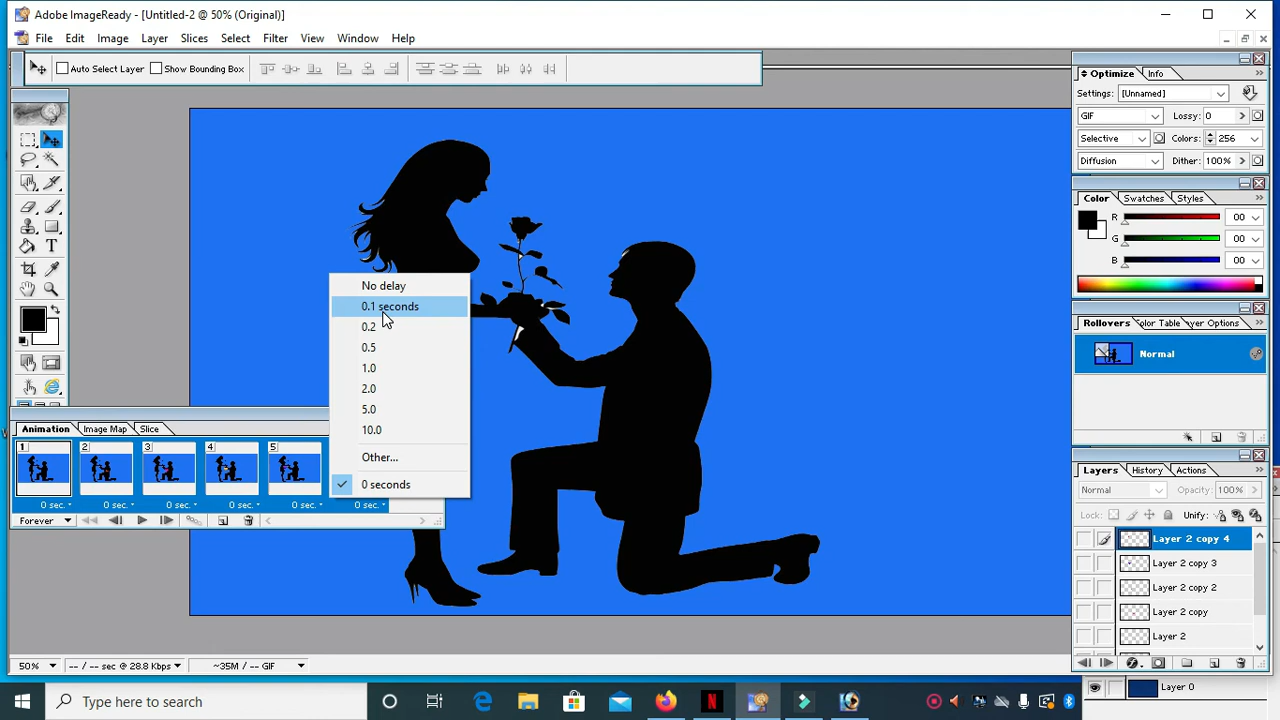 Adobe ImageReady - [Untitled-2 @ 50% (Original)]
File Edit Image Layer Slices Select Filter View Window Help
Auto Select Layer Show Bounding Box
Optimize Info
Settings: [Unnamed]
GIF Lossy: 0
Selective Colors: 256
Diffusion Dither: 100%
Color Swatches Styles
R 00
G 00
B 00
Rollovers Color Table yer Options
Normal
No delay
0.1 seconds
0.2
0.5
1.0
2.0
5.0
10.0
Other...
0 seconds
Animation Image Map Slice
1 2 3 4 5
0 sec. 0 sec. 0 sec. 0 sec. 0 sec. 0 sec.
Forever
Layers History Actions
Normal Opacity: 100%
Lock: Unify:
Layer 2 copy 4
Layer 2 copy 3
Layer 2 copy 2
Layer 2 copy
Layer 2
50% -- / -- sec @ 28.8 Kbps ~35M / -- GIF
Layer 0
Type here to search